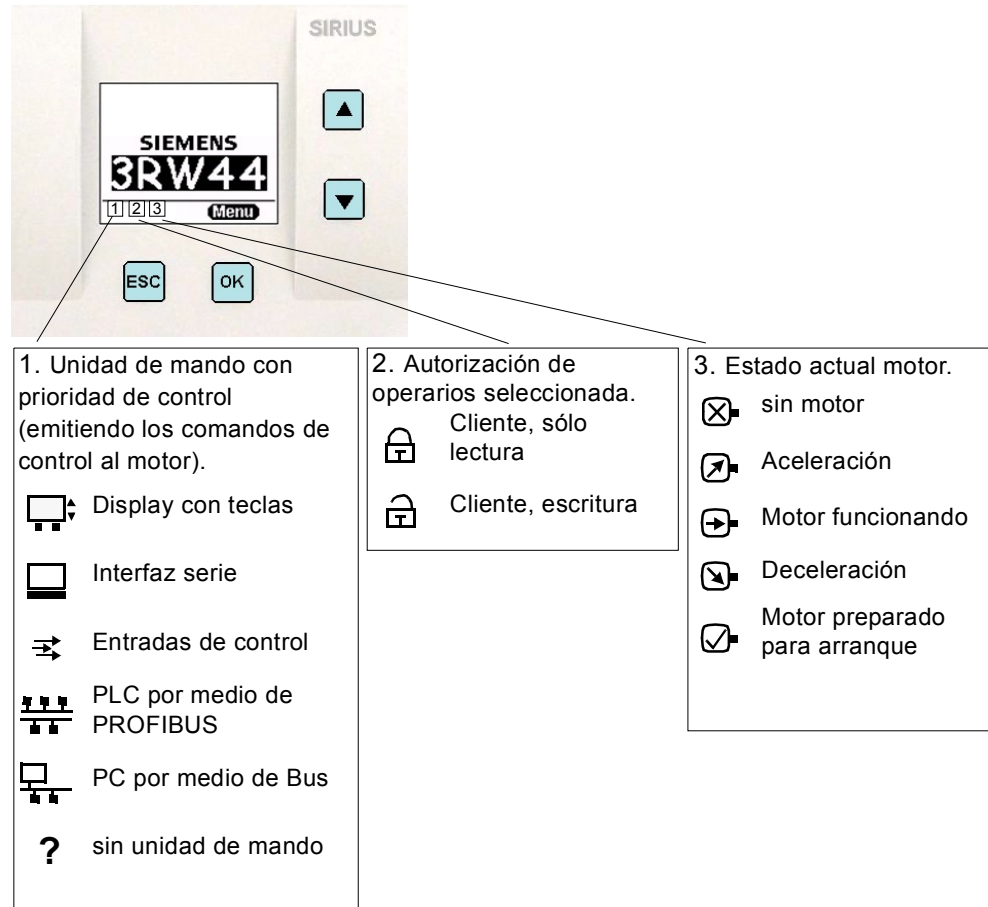 SIRIUS
SIEMENS
3RW44
1 2 3 Menu
ESC OK
1. Unidad de mando con
prioridad de control
(emitiendo los comandos de
control al motor).
Display con teclas
Interfaz serie
Entradas de control
PLC por medio de
PROFIBUS
PC por medio de Bus
? sin unidad de mando
2. Autorización de
operarios seleccionada.
Cliente, sólo
lectura
Cliente, escritura
3. Estado actual motor.
sin motor
Aceleración
Motor funcionando
Deceleración
Motor preparado
para arranque